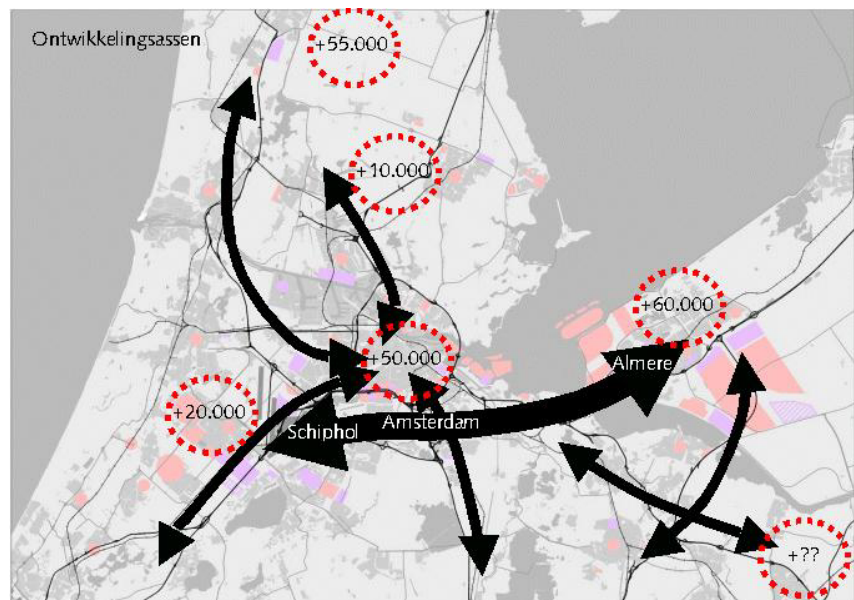 Ontwikkelingsassen
+55.000
+10.000
+60.000
+50.000
Almere
+20.000
Amsterdam
Schiphol
+??